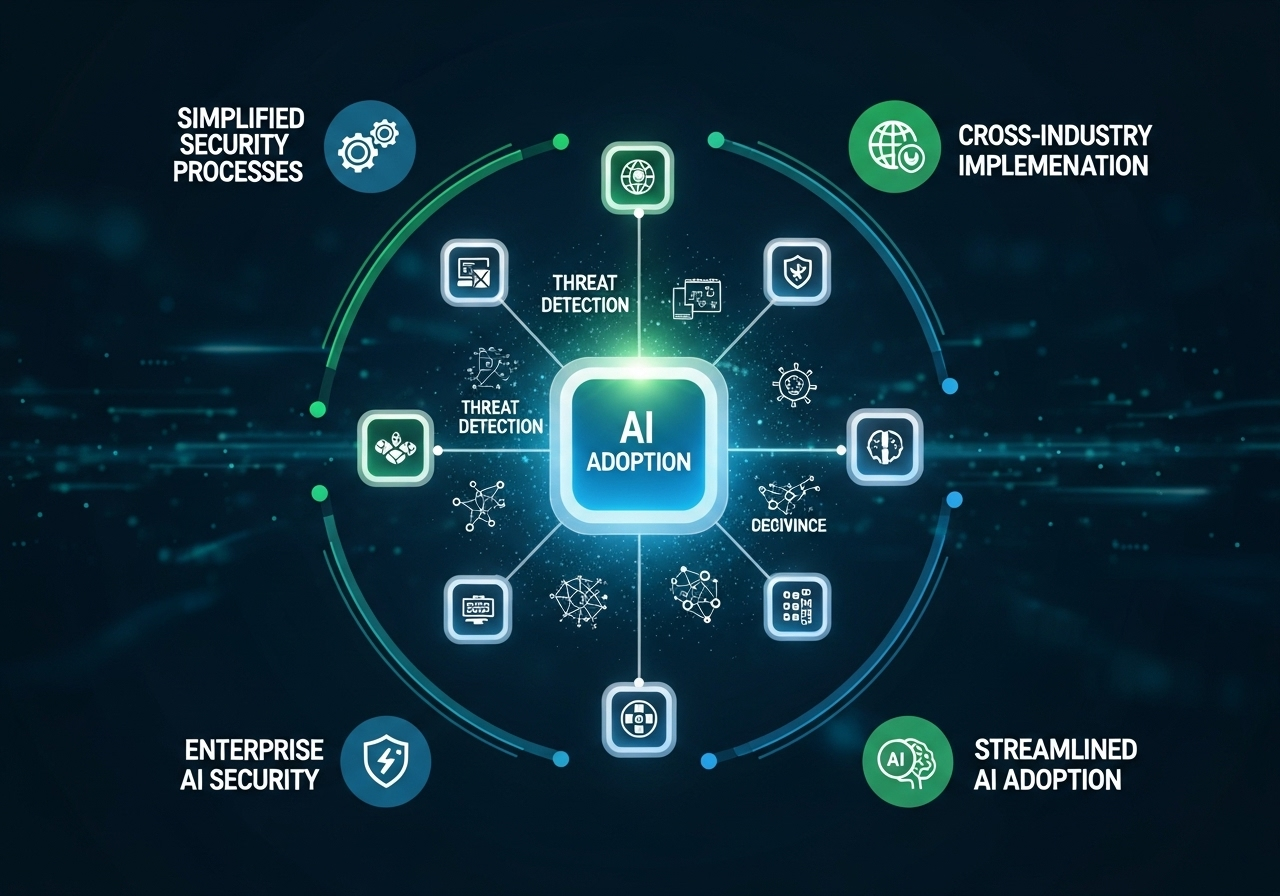 SIMPLIFIED
SECURITY
PROCESSES
CROSS-INDUSTRY
IMPLEMENATION
THREAT
DETECTION
THREAT
DETECTION
AI
ADOPTION
DECIVINCE
ENTERPRISE
AI SECURITY
AI
STREAMLINED
AI ADOPTION